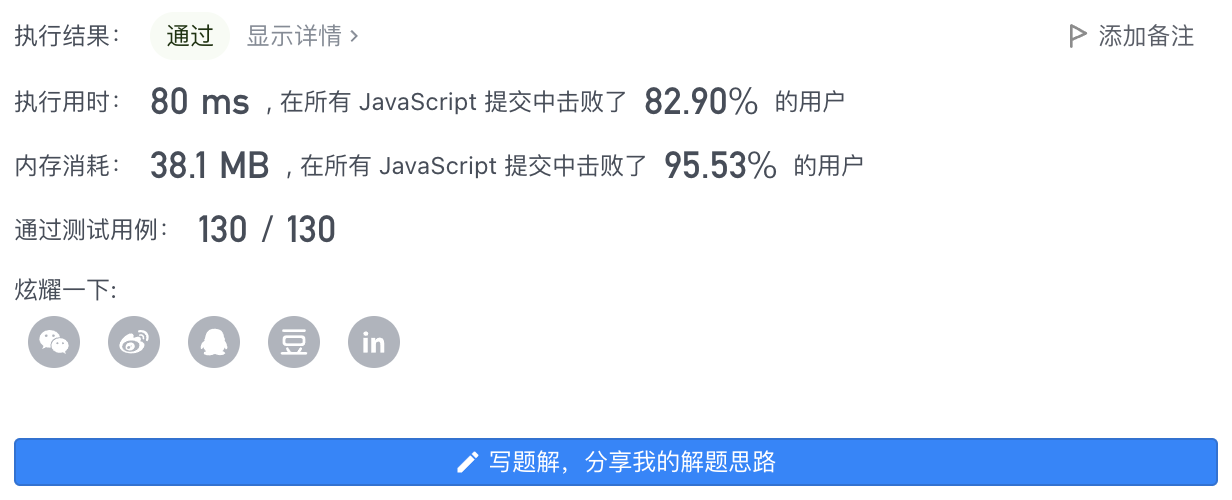 执行结果： 通过 显示详情 › 添加备注
执行用时： 80 ms , 在所有 JavaScript 提交中击败了 82.90% 的用户
内存消耗： 38.1 MB , 在所有 JavaScript 提交中击败了 95.53% 的用户
通过测试用例： 130 / 130
炫耀一下:
豆 in
写题解，分享我的解题思路